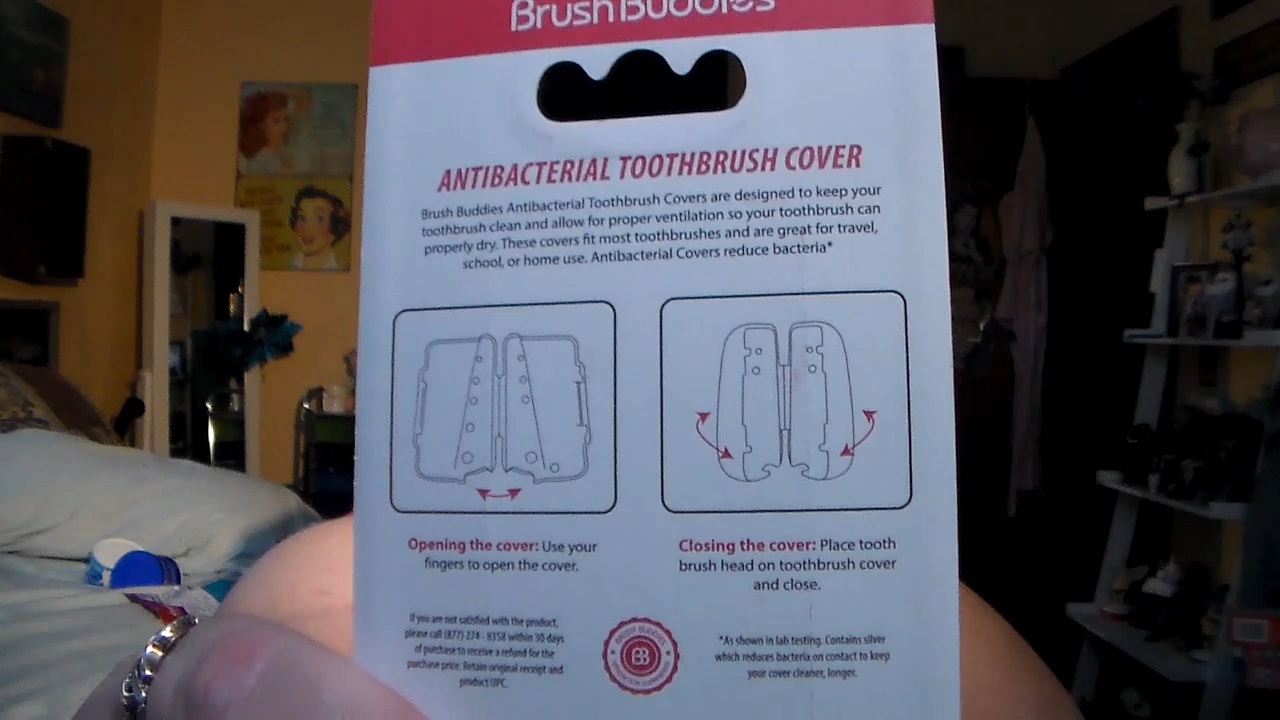 Brush Buddies
ANTIBACTERIAL TOOTHBRUSH COVER
Brush Buddies Antibacterial Toothbrush Covers are designed to keep your
toothbrush clean and allow for proper ventilation so your toothbrush can
properly dry. These covers fit most toothbrushes and are great for travel,
school, or home use. Antibacterial Covers reduce bacteria*
Opening the cover: Use your
fingers to open the cover.
Closing the cover: Place tooth
brush head on toothbrush cover
and close.
If you are not satisfied with the product,
please call (877) 274 - 8358 within 30 days
of purchase to receive a refund for the
purchase price. Retain original receipt and
product UPC.
BRUSH BUDDIES
BB
*As shown in lab testing. Contains silver
which reduces bacteria on contact to keep
your cover cleaner, longer.